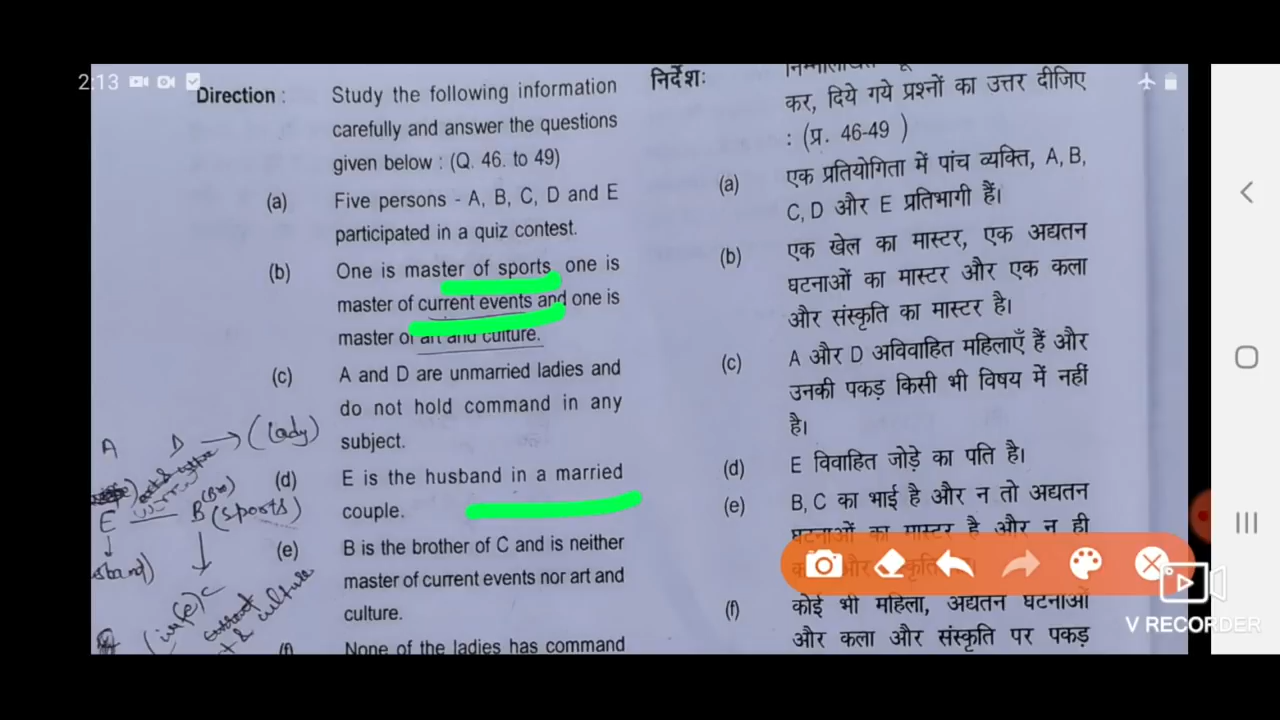 2:13
Direction : Study the following information
carefully and answer the questions
given below : (Q. 46. to 49)
(a) Five persons - A, B, C, D and E
participated in a quiz contest.
(b) One is master of sports, one is
master of current events and one is
master of art and culture.
(c) A and D are unmarried ladies and
do not hold command in any
subject.
(d) E is the husband in a married
couple.
(e) B is the brother of C and is neither
master of current events nor art and
culture.
(f) None of the ladies has command
A D → (lady)
E B (sports)
(wife) C
निर्देशः
कर, दिये गये प्रश्नों का उत्तर दीजिए
: (प्र. 46-49 )
(a) एक प्रतियोगिता में पांच व्यक्ति, A, B,
C, D और E प्रतिभागी हैं।
(b) एक खेल का मास्टर, एक अद्यतन
घटनाओं का मास्टर और एक कला
और संस्कृति का मास्टर है।
(c) A और D अविवाहित महिलाएँ हैं और
उनकी पकड़ किसी भी विषय में नहीं
है।
(d) E विवाहित जोड़े का पति है।
(e) B, C का भाई है और न तो अद्यतन
घटनाओं का मास्टर है और न ही
(f) कोई भी महिला, अद्यतन घटनाओं
और कला और संस्कृति पर पकड़
V RECORDER